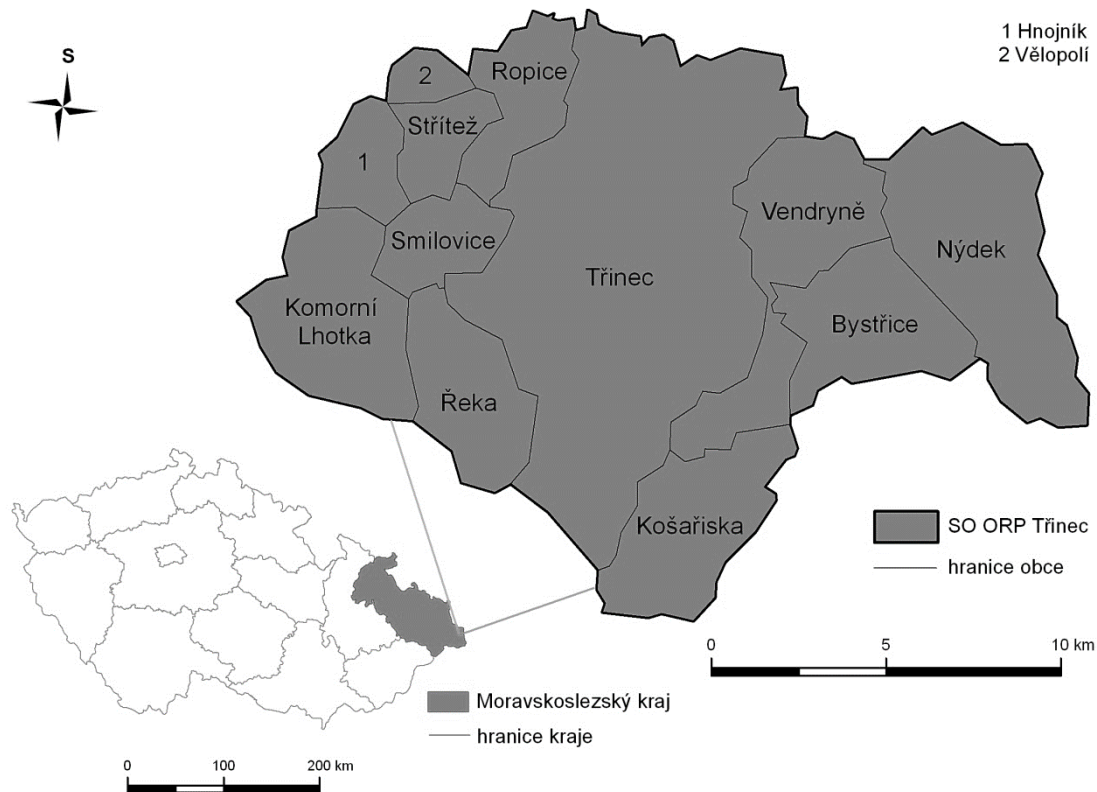 1 Hnojník
2 Vělopolí
S
Ropice
2
Střítež
1
Vendryně
Smilovice
Nýdek
Třinec
Komorní
Lhotka
Bystřice
Řeka
Košařiska
SO ORP Třinec
hranice obce
0 5 10 km
Moravskoslezský kraj
hranice kraje
0 100 200 km